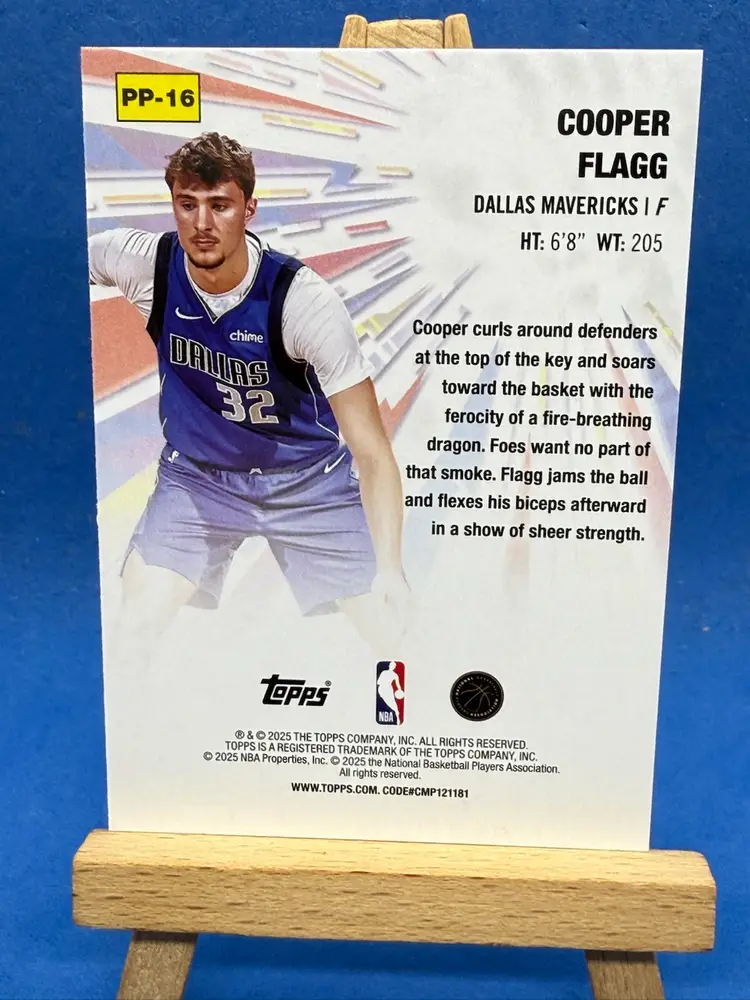 PP-16
COOPER
FLAGG
DALLAS MAVERICKS | F
HT: 6'8" WT: 205
chime
DALLAS
32
Cooper curls around defenders
at the top of the key and soars
toward the basket with the
ferocity of a fire-breathing
dragon. Foes want no part of
that smoke. Flagg jams the ball
and flexes his biceps afterward
in a show of sheer strength.
Topps®
NBA
® & © 2025 THE TOPPS COMPANY, INC. ALL RIGHTS RESERVED.
TOPPS IS A REGISTERED TRADEMARK OF THE TOPPS COMPANY, INC.
© 2025 NBA Properties, Inc. © 2025 the National Basketball Players Association.
All rights reserved.
WWW.TOPPS.COM. CODE#CMP121181